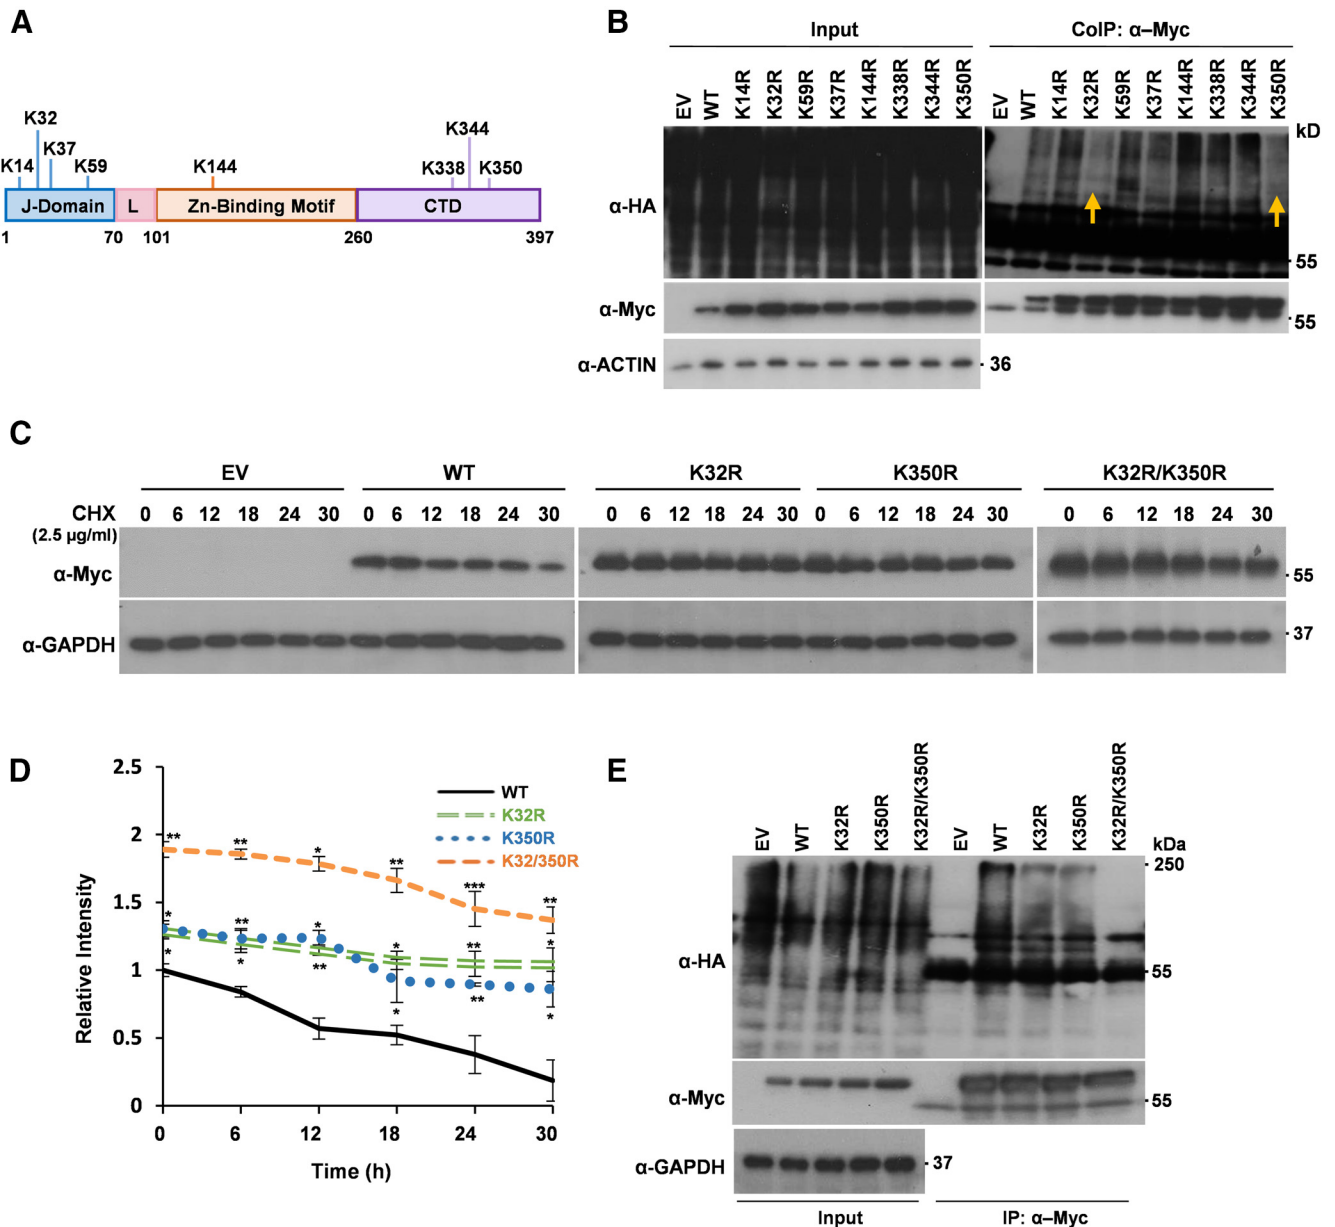 A
K32
K344
K37
K14
K59
K144
K338
K350
J-Domain
L
Zn-Binding Motif
CTD
1
70
101
260
397
B
Input
CoIP: α–Myc
EV
WT
K14R
K32R
K59R
K37R
K144R
K338R
K344R
K350R
EV
WT
K14R
K32R
K59R
K37R
K144R
K338R
K344R
K350R
kD
α-HA
55
α-Myc
55
α-ACTIN
36
C
EV
WT
K32R
K350R
K32R/K350R
CHX
0 6 12 18 24 30 0 6 12 18 24 30 0 6 12 18 24 30 0 6 12 18 24 30 0 6 12 18 24 30
(2.5 µg/ml)
α-Myc
55
α-GAPDH
37
D
2.5
2
1.5
1
0.5
0
Relative Intensity
WT
K32R
K350R
K32/350R
** ** * ** *** **
* ** * * ** *
* * ** * ** *
0 6 12 18 24 30
Time (h)
E
EV
WT
K32R
K350R
K32R/K350R
EV
WT
K32R
K350R
K32R/K350R
kDa
250
α-HA
55
α-Myc
55
α-GAPDH
37
Input
IP: α–Myc